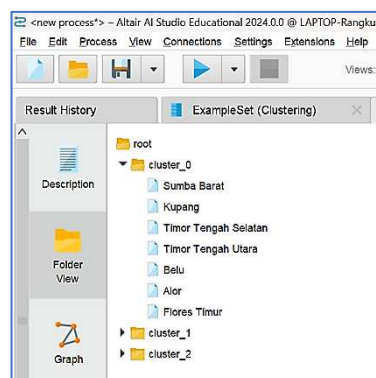 <new process*> – Altair AI Studio Educational 2024.0.0 @ LAPTOP-Rangku
File Edit Process View Connections Settings Extensions Help
Views:
Result History
ExampleSet (Clustering)
root
cluster_0
Description
Sumba Barat
Kupang
Timor Tengah Selatan
Folder
View
Timor Tengah Utara
Belu
Alor
Flores Timur
cluster_1
Graph
cluster_2